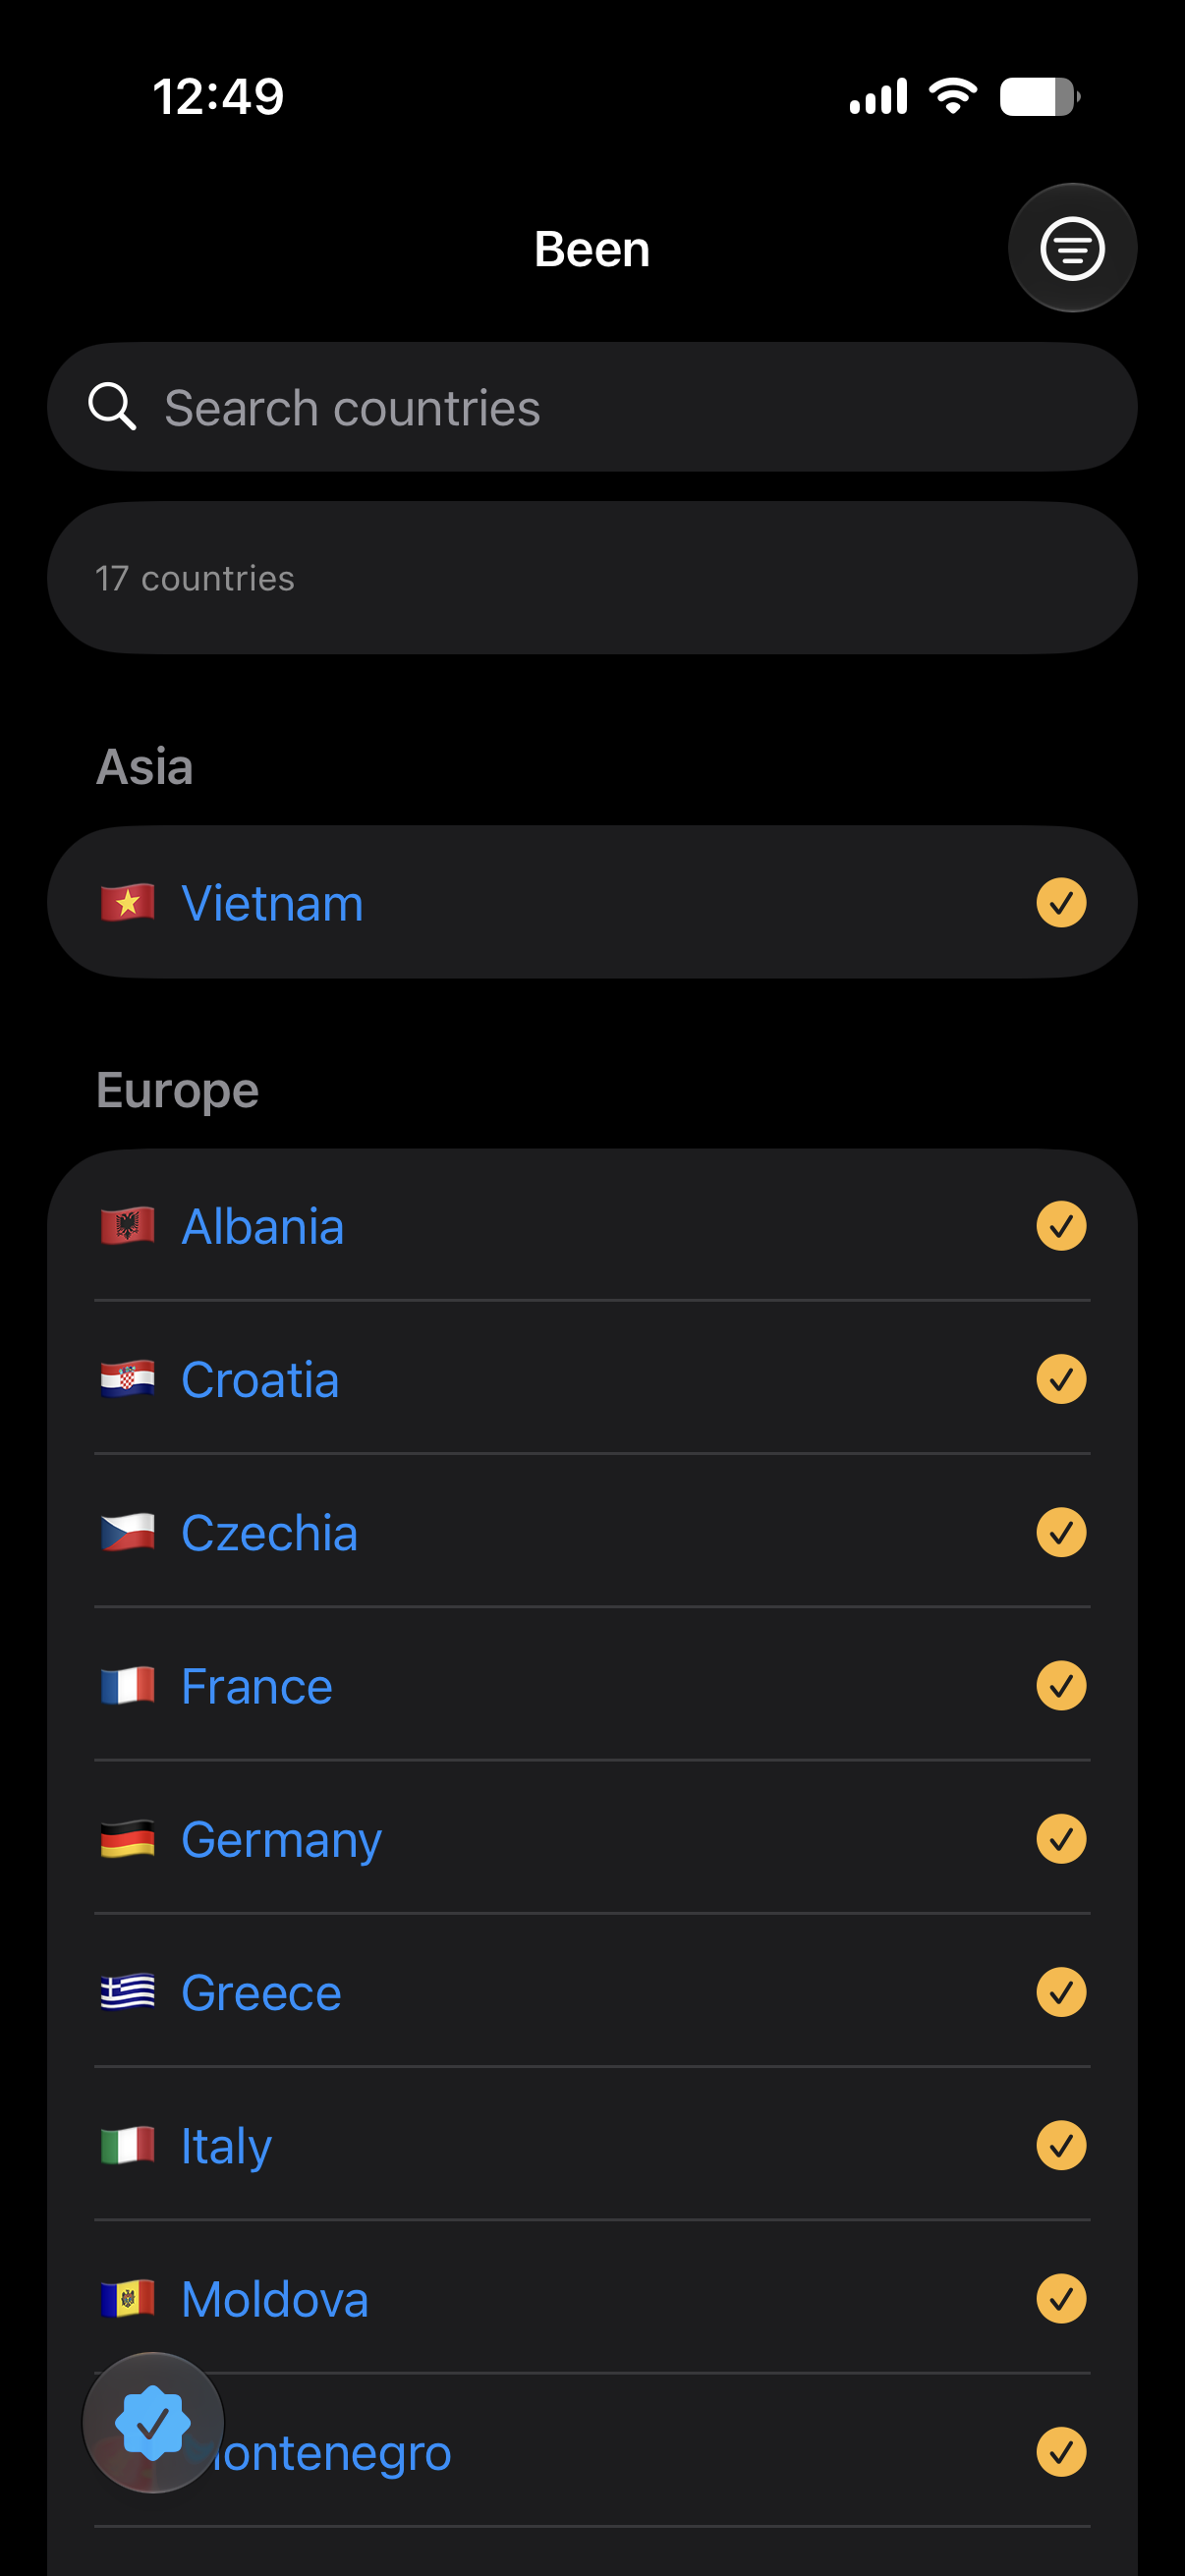 12:49
Been
Search countries
17 countries
Asia
Vietnam
Europe
Albania
Croatia
Czechia
France
Germany
Greece
Italy
Moldova
ontenegro